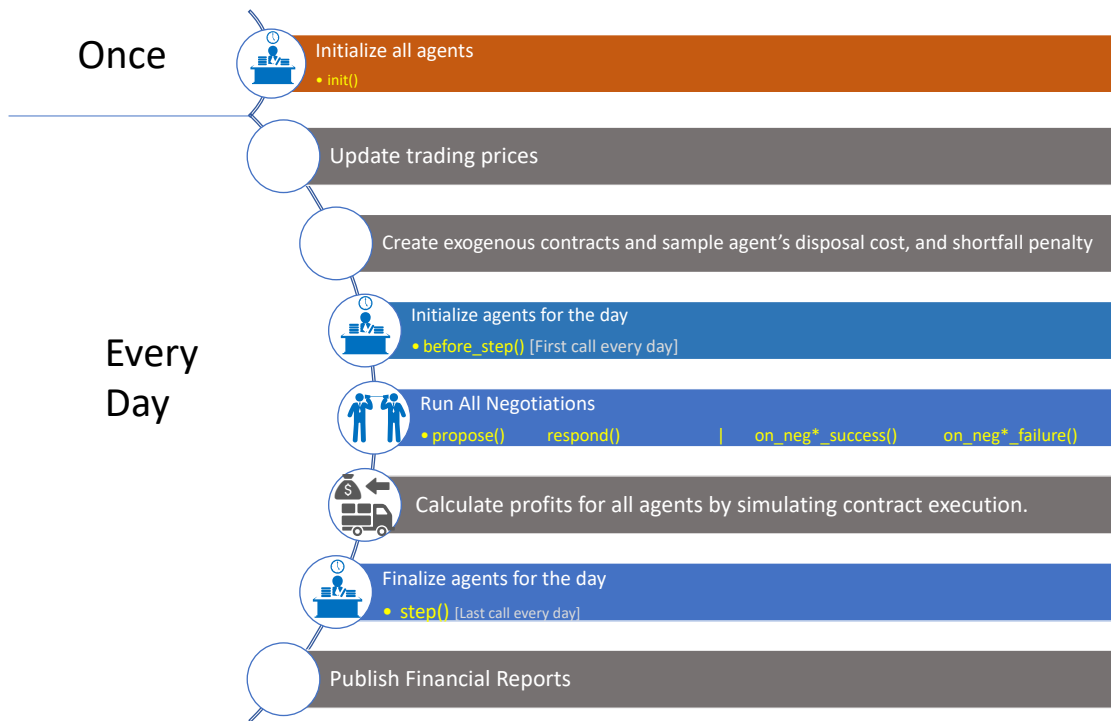 Once
Initialize all agents
• init()
Update trading prices
Create exogenous contracts and sample agent's disposal cost, and shortfall penalty
Initialize agents for the day
• before_step() [First call every day]
Every
Day
Run All Negotiations
• propose() respond() | on_neg*_success() on_neg*_failure()
$
Calculate profits for all agents by simulating contract execution.
Finalize agents for the day
• step() [Last call every day]
Publish Financial Reports